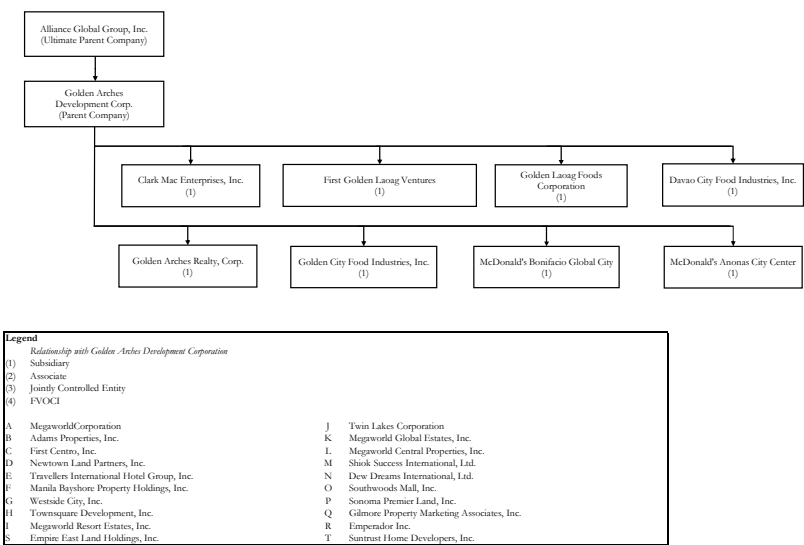 Alliance Global Group, Inc.
(Ultimate Parent Company)
Golden Arches
Development Corp.
(Parent Company)
Clark Mac Enterprises, Inc.
(1)
First Golden Laoag Ventures
(1)
Golden Laoag Foods
Corporation
(1)
Davao City Food Industries, Inc.
(1)
Golden Arches Realty, Corp.
(1)
Golden City Food Industries, Inc.
(1)
McDonald's Bonifacio Global City
(1)
McDonald's Anonas City Center
(1)
Legend
Relationship with Golden Arches Development Corporation
(1) Subsidiary
(2) Associate
(3) Jointly Controlled Entity
(4) FVOCI
A MegaworldCorporation
B Adams Properties, Inc.
C First Centro, Inc.
D Newtown Land Partners, Inc.
E Travellers International Hotel Group, Inc.
F Manila Bayshore Property Holdings, Inc.
G Westside City, Inc.
H Townsquare Development, Inc.
I Megaworld Resort Estates, Inc.
S Empire East Land Holdings, Inc.
J Twin Lakes Corporation
K Megaworld Global Estates, Inc.
L Megaworld Central Properties, Inc.
M Shiok Success International, Ltd.
N Dew Dreams International, Ltd.
O Southwoods Mall, Inc.
P Sonoma Premier Land, Inc.
Q Gilmore Property Marketing Associates, Inc.
R Emperador Inc.
T Suntrust Home Developers, Inc.